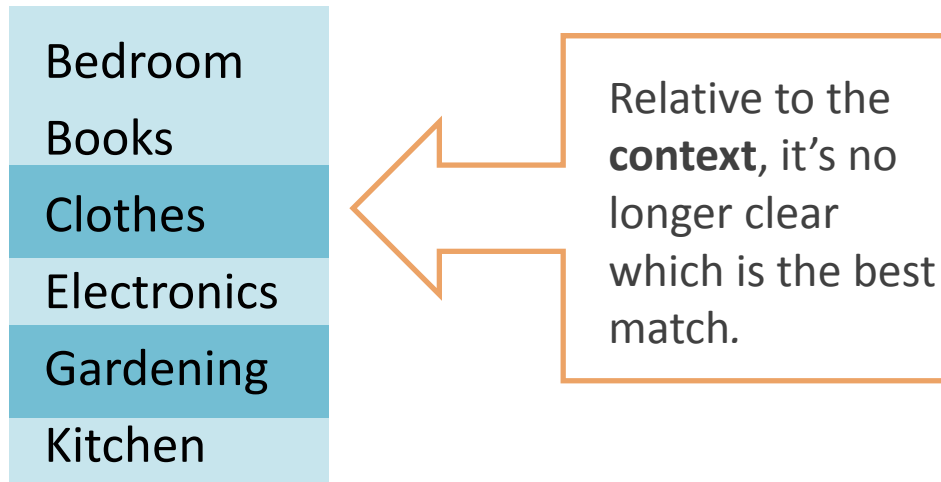 Bedroom
Books
Clothes
Electronics
Gardening
Kitchen
Relative to the
context, it’s no
longer clear
which is the best
match.